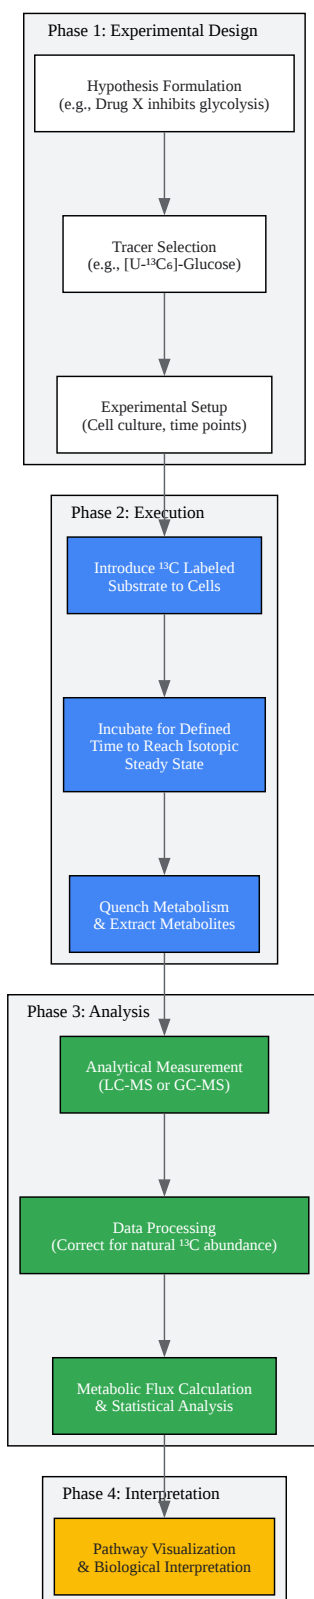 Phase 1: Experimental Design
Hypothesis Formulation
(e.g., Drug X inhibits glycolysis)
Tracer Selection
(e.g., [U-¹³C₆]-Glucose)
Experimental Setup
(Cell culture, time points)
Phase 2: Execution
Introduce ¹³C Labeled
Substrate to Cells
Incubate for Defined
Time to Reach Isotopic
Steady State
Quench Metabolism
& Extract Metabolites
Phase 3: Analysis
Analytical Measurement
(LC-MS or GC-MS)
Data Processing
(Correct for natural ¹³C abundance)
Metabolic Flux Calculation
& Statistical Analysis
Phase 4: Interpretation
Pathway Visualization
& Biological Interpretation